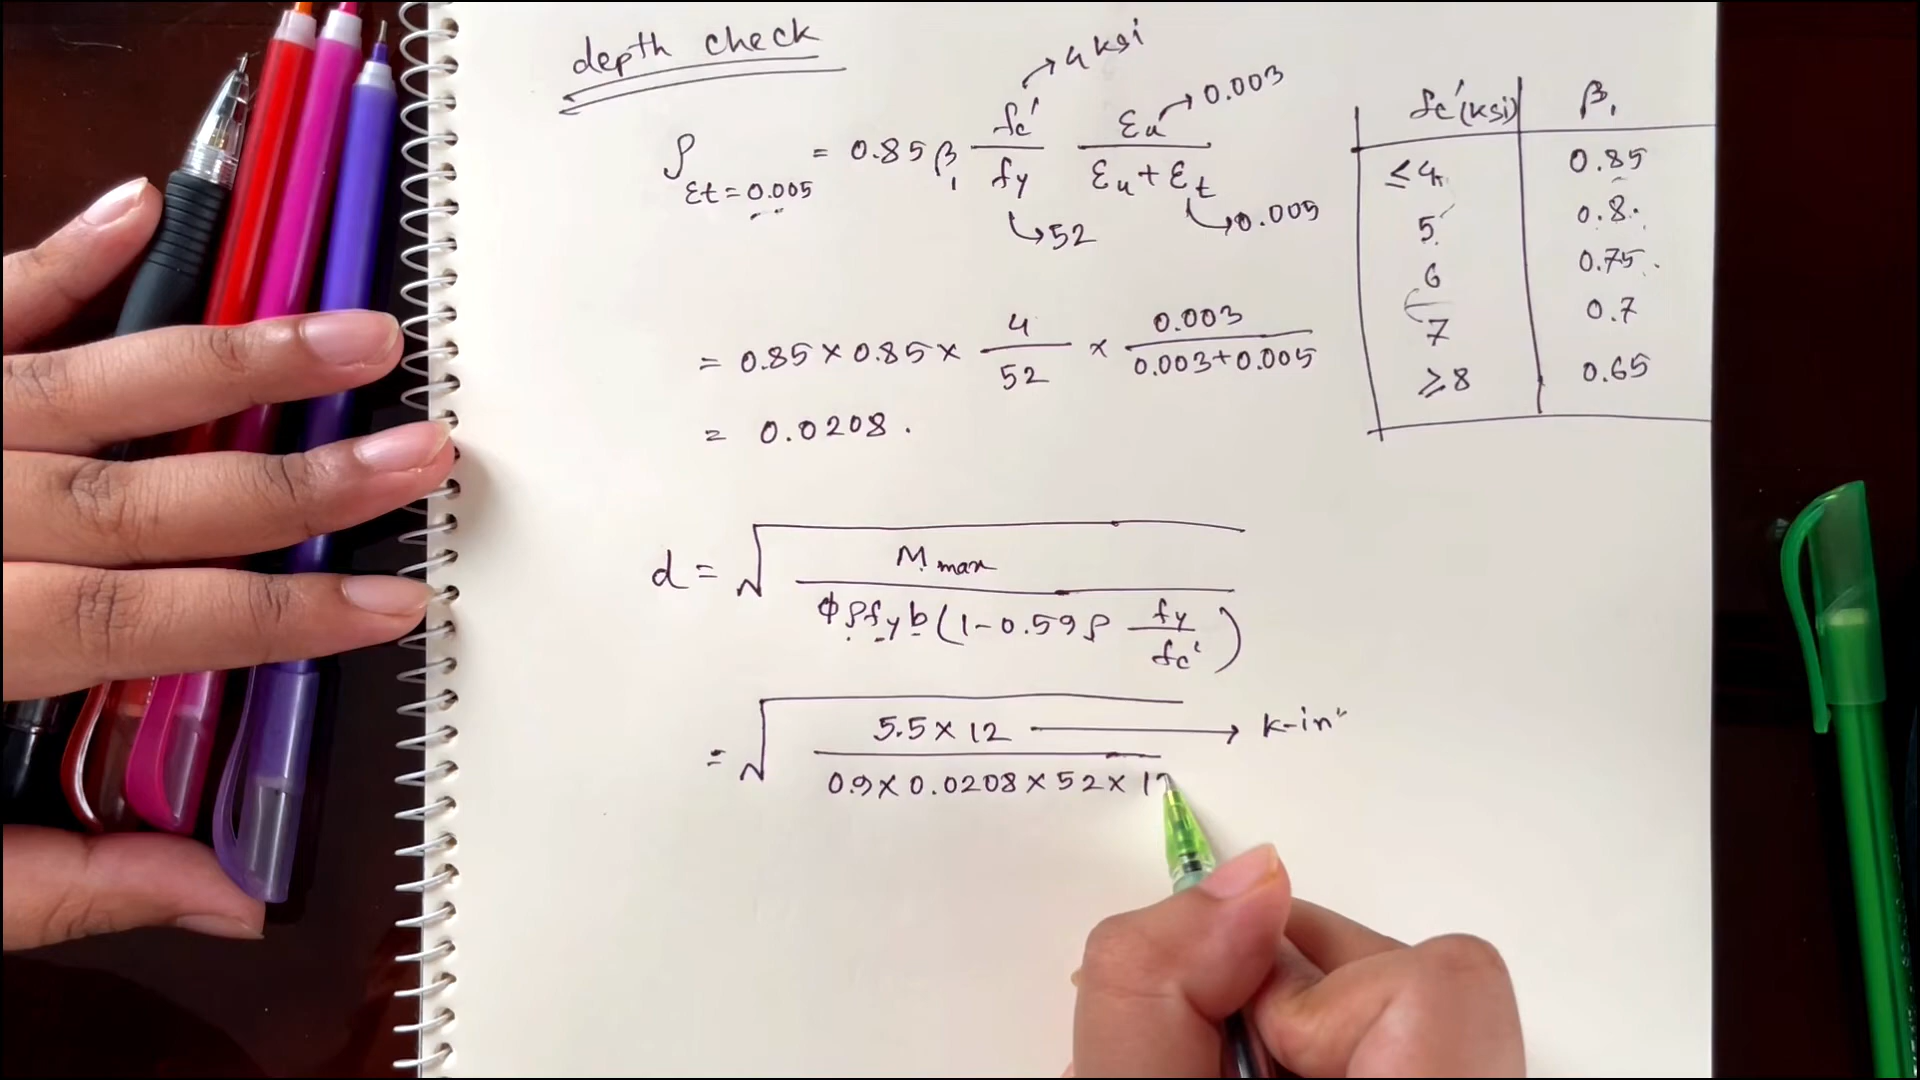 depth check
ρ εt = 0.005 = 0.85 β₁ fc'/fy εu/(εu + εt)
→ 4 ksi
→ 0.003
→ 52
→ 0.005
= 0.85 × 0.85 × 4/52 × 0.003/(0.003+0.005)
= 0.0208 .
fc' (ksi) β₁
≤ 4 0.85
5 0.8
6 0.75
7 0.7
≥ 8 0.65
d = √(M max / (φ ρ fy b (1 - 0.59 ρ fy/fc')))
= √(5.5 × 12 / (0.9 × 0.0208 × 52 × 12 → k-in"